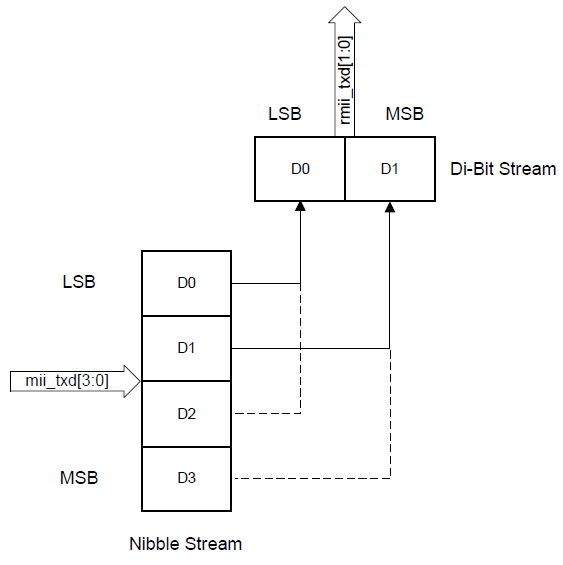 rmii_txd[1:0]
LSB
MSB
D0
D1
Di-Bit Stream
LSB
D0
D1
mii_txd[3:0]
D2
MSB
D3
Nibble Stream